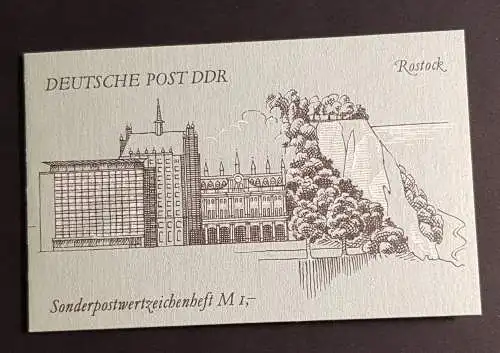 DEUTSCHE POST DDR
Rostock
Sonderpostwertzeichenheft M 1,–